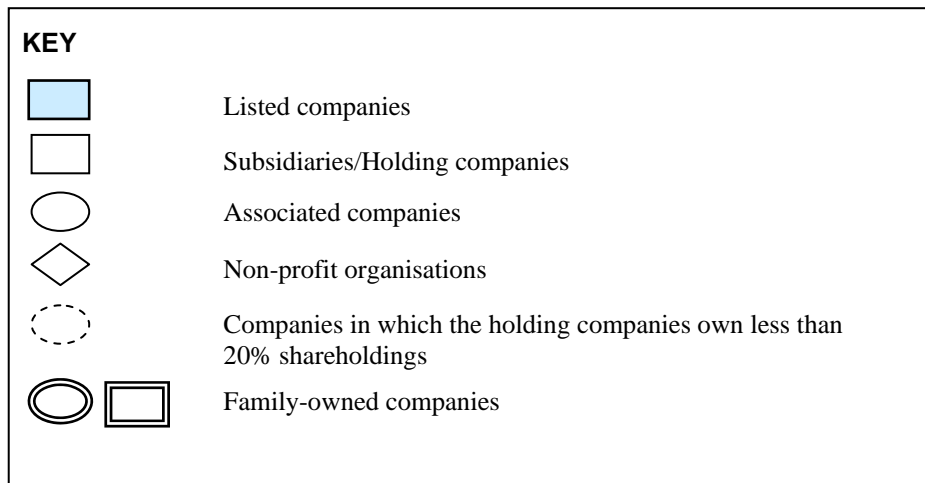 KEY
Listed companies
Subsidiaries/Holding companies
Associated companies
Non-profit organisations
Companies in which the holding companies own less than
20% shareholdings
Family-owned companies